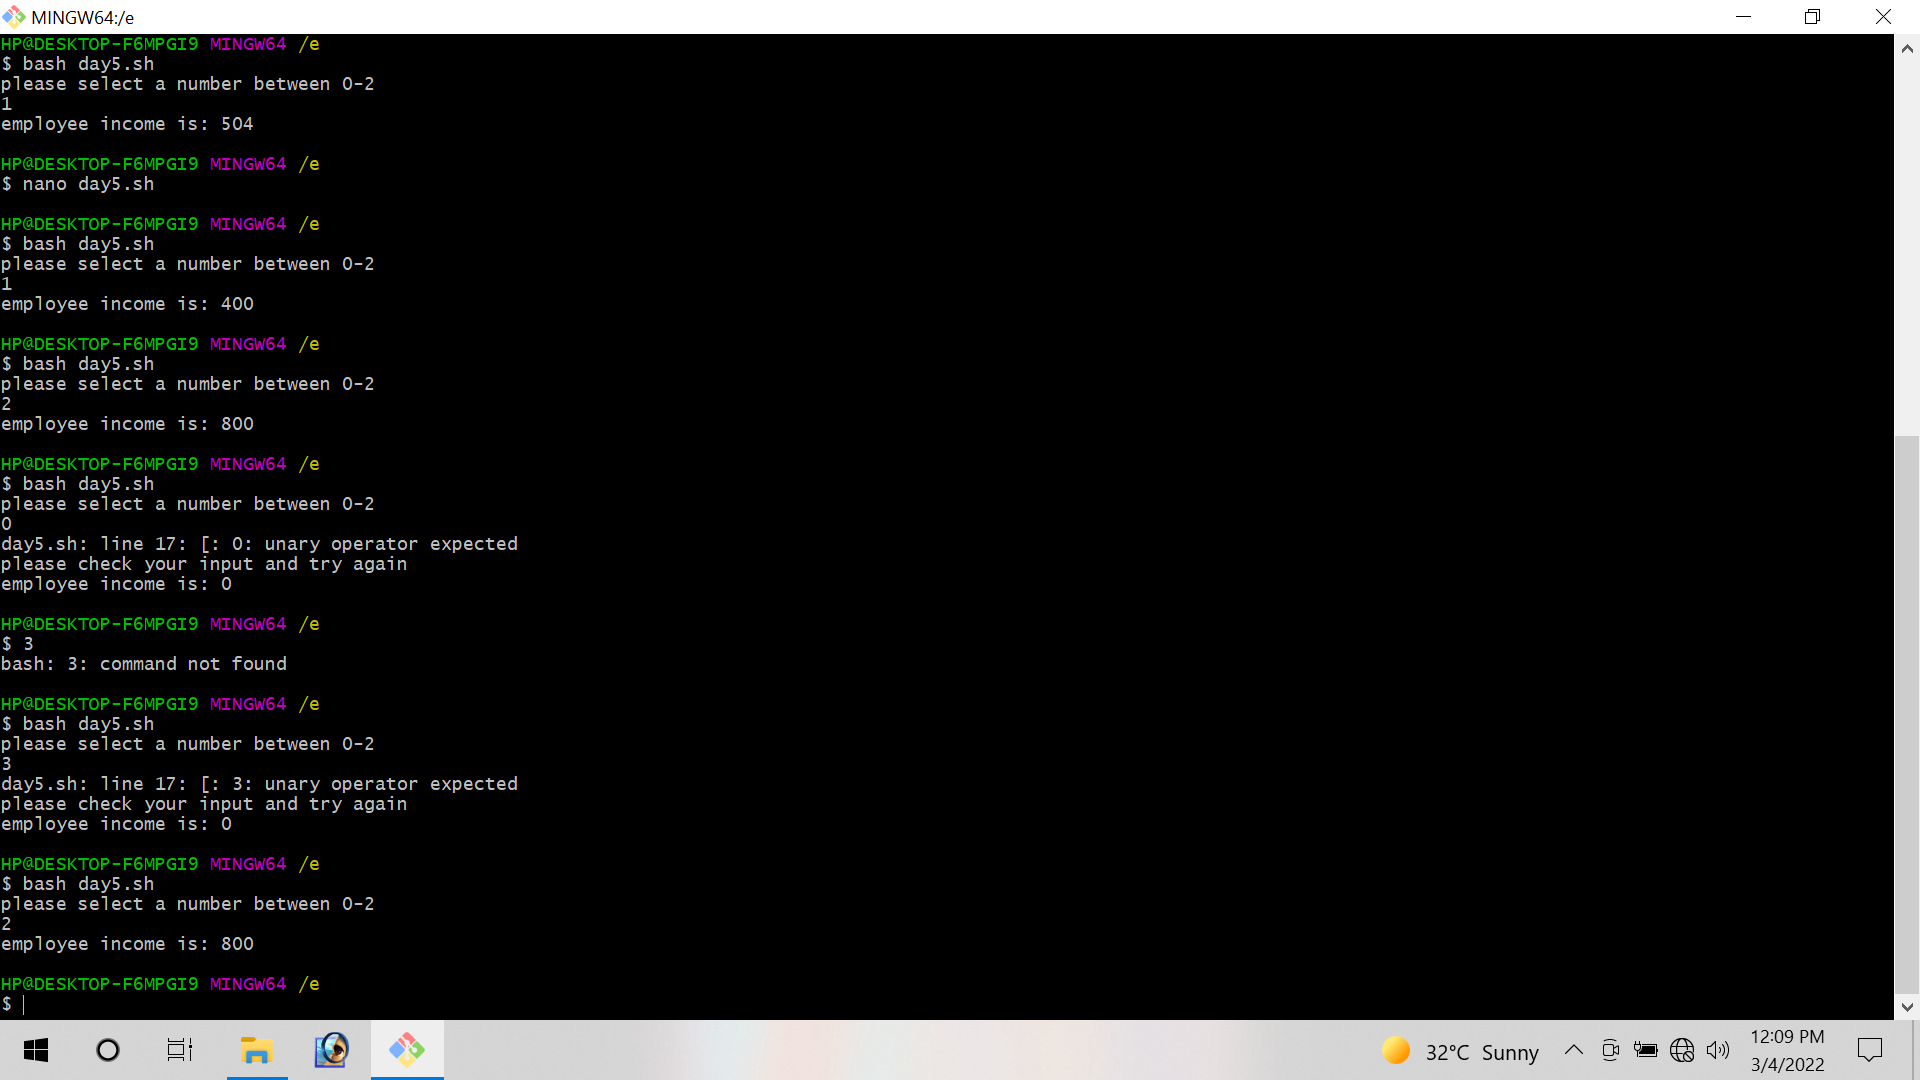 MINGW64:/e
HP@DESKTOP-F6MPGI9 MINGW64 /e
$ bash day5.sh
please select a number between 0-2
1
employee income is: 504
HP@DESKTOP-F6MPGI9 MINGW64 /e
$ nano day5.sh
HP@DESKTOP-F6MPGI9 MINGW64 /e
$ bash day5.sh
please select a number between 0-2
1
employee income is: 400
HP@DESKTOP-F6MPGI9 MINGW64 /e
$ bash day5.sh
please select a number between 0-2
2
employee income is: 800
HP@DESKTOP-F6MPGI9 MINGW64 /e
$ bash day5.sh
please select a number between 0-2
0
day5.sh: line 17: [: 0: unary operator expected
please check your input and try again
employee income is: 0
HP@DESKTOP-F6MPGI9 MINGW64 /e
$ 3
bash: 3: command not found
HP@DESKTOP-F6MPGI9 MINGW64 /e
$ bash day5.sh
please select a number between 0-2
3
day5.sh: line 17: [: 3: unary operator expected
please check your input and try again
employee income is: 0
HP@DESKTOP-F6MPGI9 MINGW64 /e
$ bash day5.sh
please select a number between 0-2
2
employee income is: 800
HP@DESKTOP-F6MPGI9 MINGW64 /e
$
32°C Sunny
12:09 PM
3/4/2022